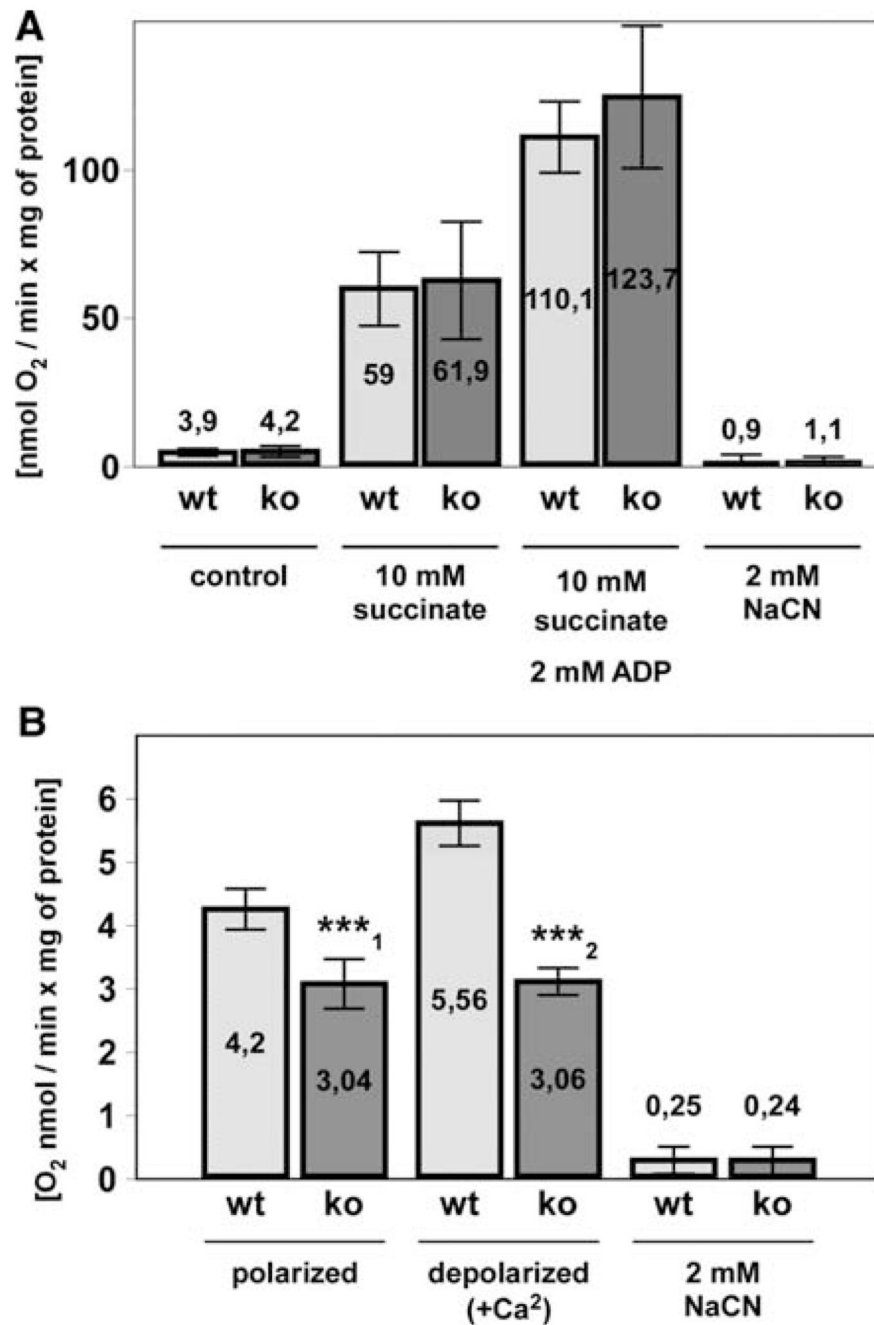 A
[nmol O2 / min x mg of protein]
100
50
0
3,9
4,2
59
61,9
110,1
123,7
0,9
1,1
wt ko wt ko wt ko wt ko
control
10 mM
succinate
10 mM
succinate
2 mM ADP
2 mM
NaCN
B
[O2 nmol / min x mg of protein]
6
5
4
3
2
1
0
4,2
***1
3,04
5,56
***2
3,06
0,25
0,24
wt ko wt ko wt ko
polarized
depolarized
(+Ca2)
2 mM
NaCN